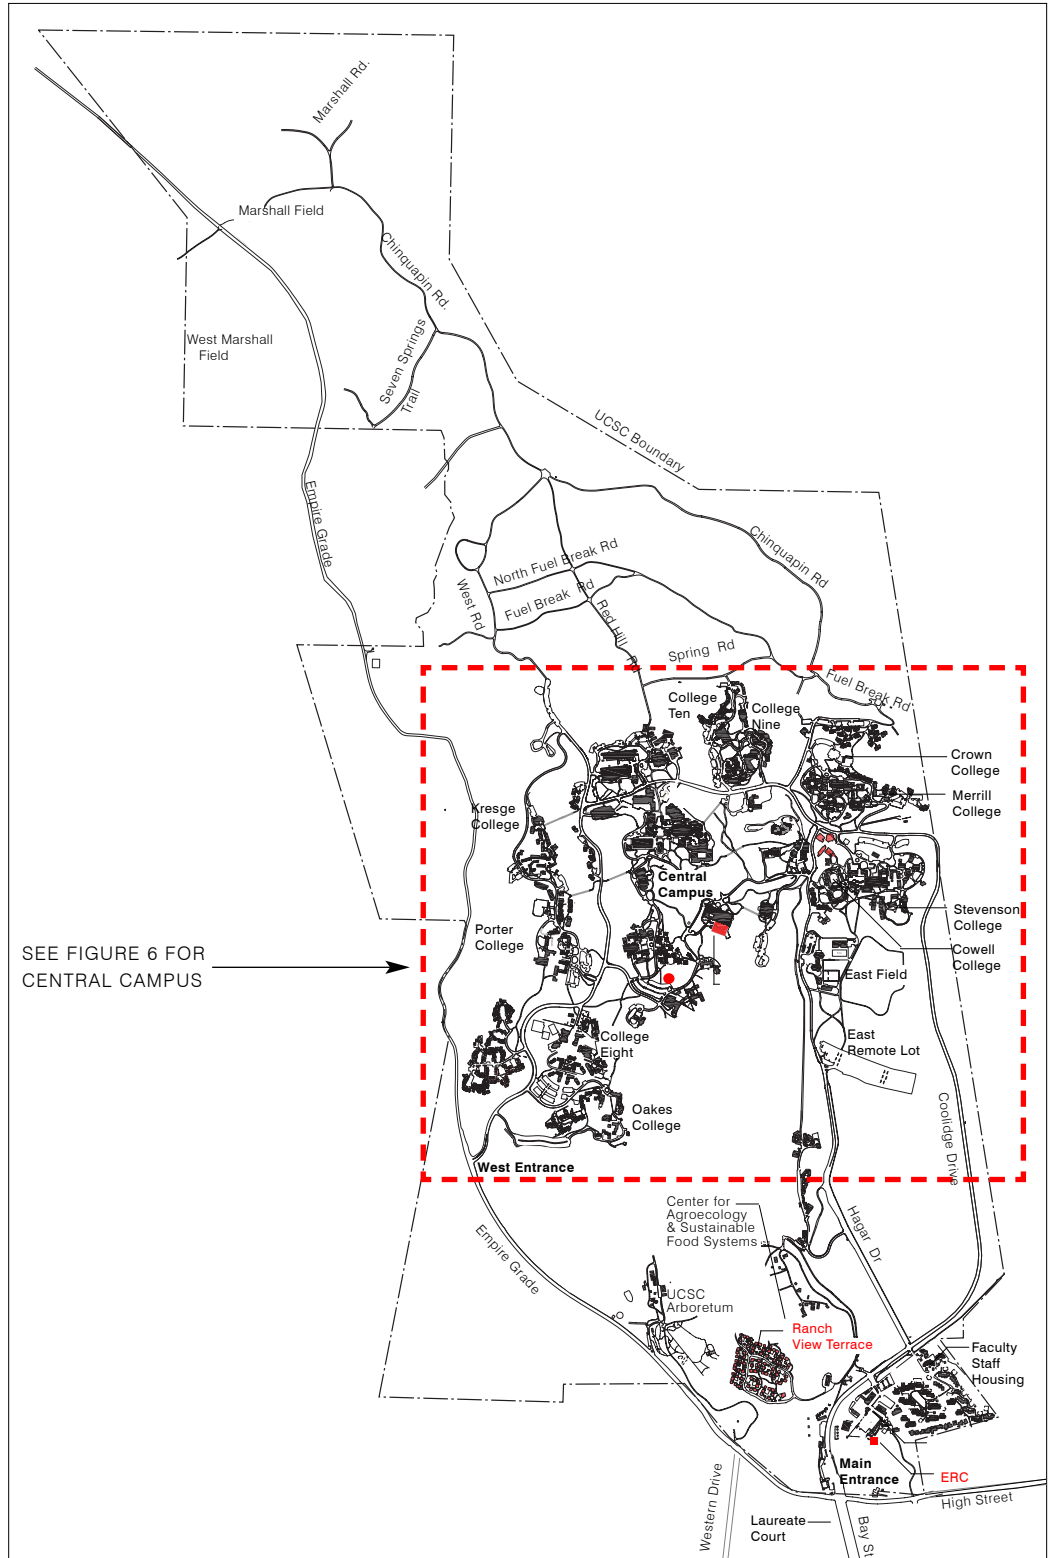 Marshall Rd.
Marshall Field
Chinquapin Rd.
West Marshall
Field
Seven Springs
Trail
UCSC Boundary
Empire Grade
Chinquapin Rd
North Fuel Break Rd
West Rd
Fuel Break Rd
Red Hill Rd
Spring Rd
Fuel Break Rd
College
Ten
College
Nine
Crown
College
Merrill
College
Kresge
College
Central
Campus
Stevenson
College
Porter
College
Cowell
College
SEE FIGURE 6 FOR
CENTRAL CAMPUS
East Field
College
Eight
East
Remote Lot
Oakes
College
Coolidge Drive
West Entrance
Center for
Agroecology
& Sustainable
Food Systems
Hagar Dr
Empire Grade
UCSC
Arboretum
Ranch
View Terrace
Faculty
Staff
Housing
Main
Entrance
ERC
Western Drive
High Street
Laureate
Court
Bay St